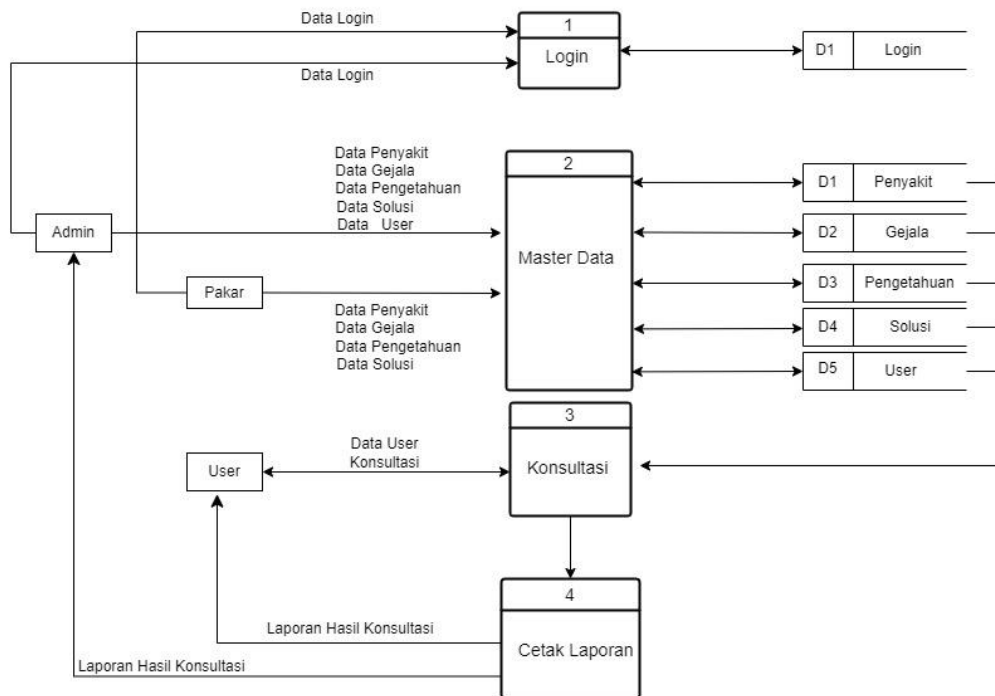 Data Login
1
Login
D1 Login
Data Login
Data Penyakit
Data Gejala
Data Pengetahuan
Data Solusi
Data User
2
Master Data
D1 Penyakit
D2 Gejala
D3 Pengetahuan
D4 Solusi
D5 User
Admin
Pakar
Data Penyakit
Data Gejala
Data Pengetahuan
Data Solusi
3
Konsultasi
Data User
Konsultasi
User
4
Cetak Laporan
Laporan Hasil Konsultasi
Laporan Hasil Konsultasi